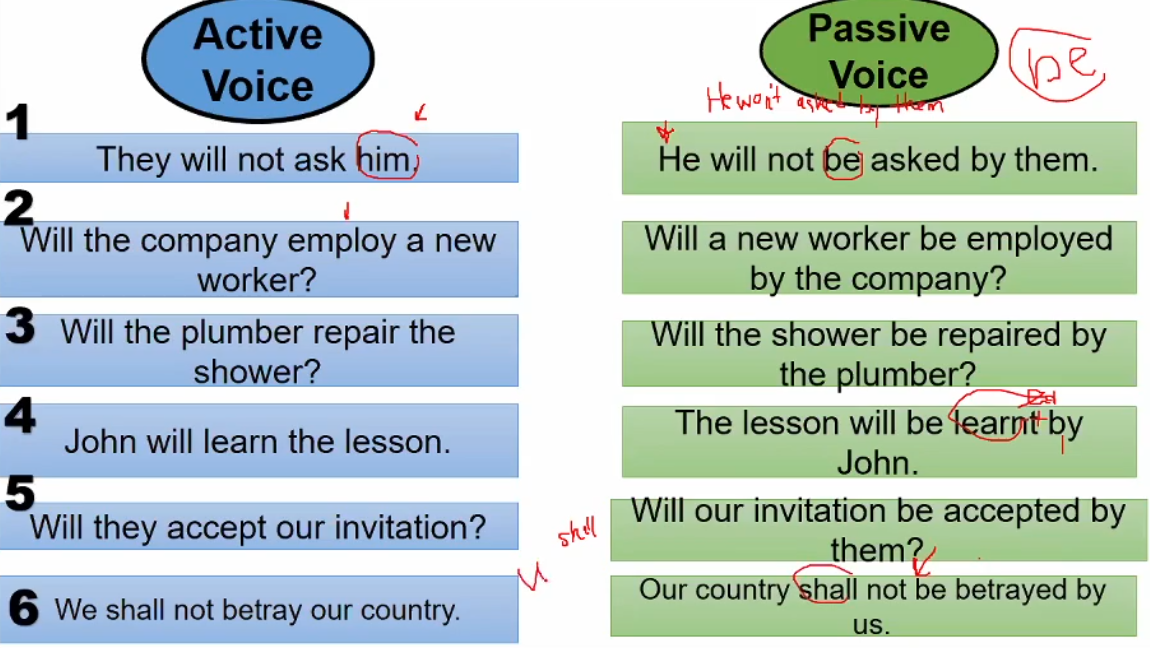 Active
Voice
Passive
Voice
be
He won't asked by them
1
They will not ask him.
He will not be asked by them.
2
Will the company employ a new
worker?
Will a new worker be employed
by the company?
3
Will the plumber repair the
shower?
Will the shower be repaired by
the plumber?
4
John will learn the lesson.
The lesson will be learnt by
John.
5
Will they accept our invitation?
shall
Will our invitation be accepted by
them?
6
We shall not betray our country.
Our country shall not be betrayed by
us.